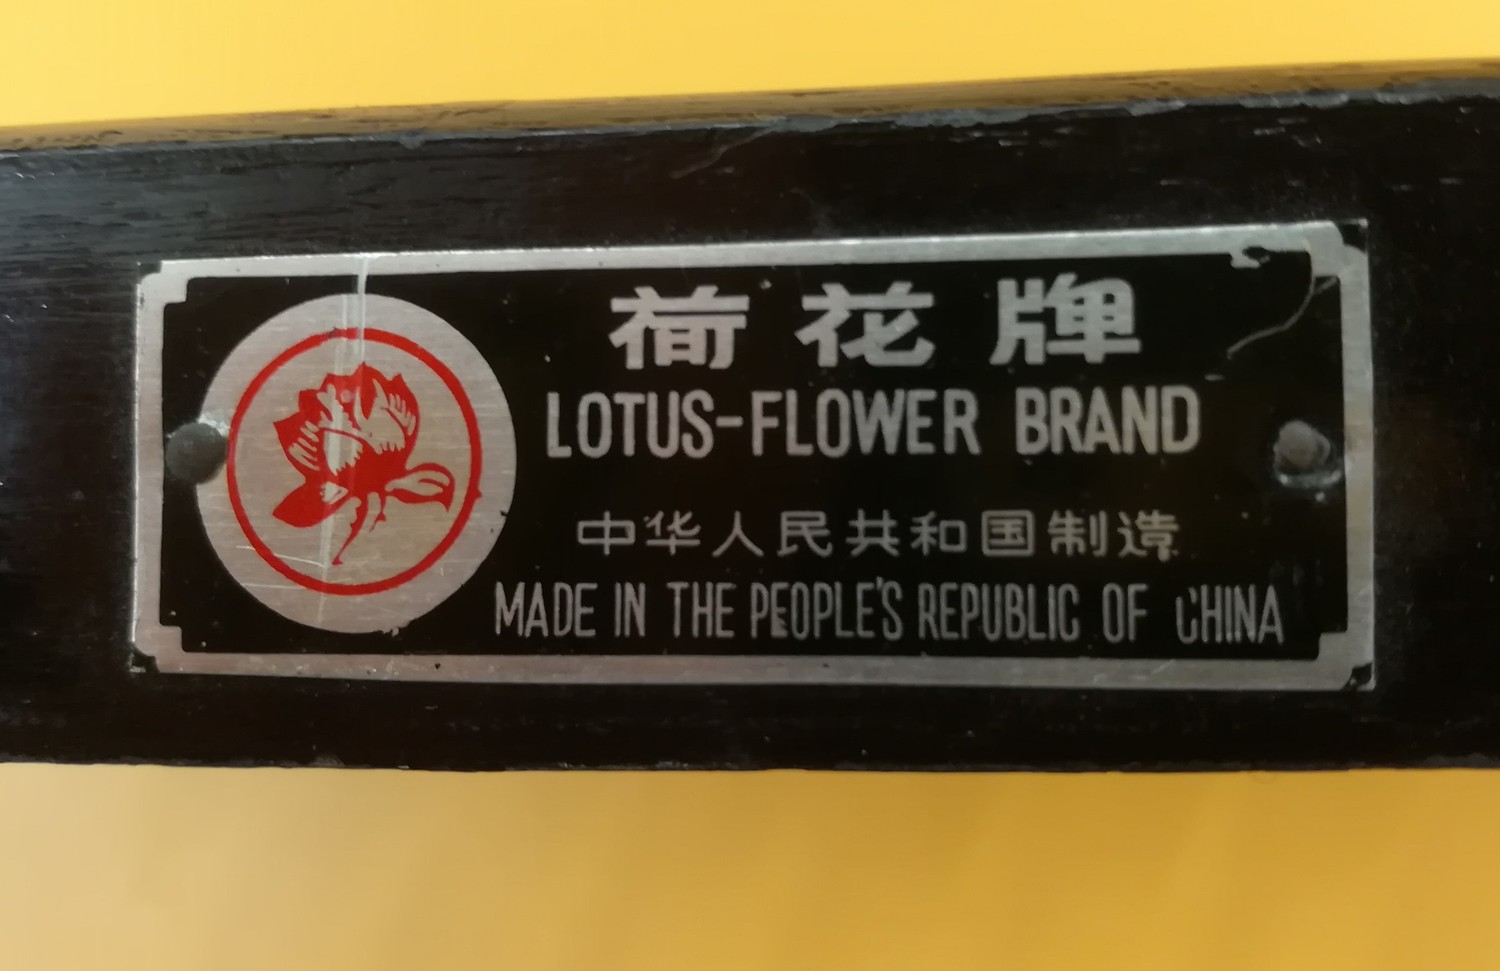 荷花牌
LOTUS-FLOWER BRAND
中华人民共和国制造
MADE IN THE PEOPLE'S REPUBLIC OF CHINA